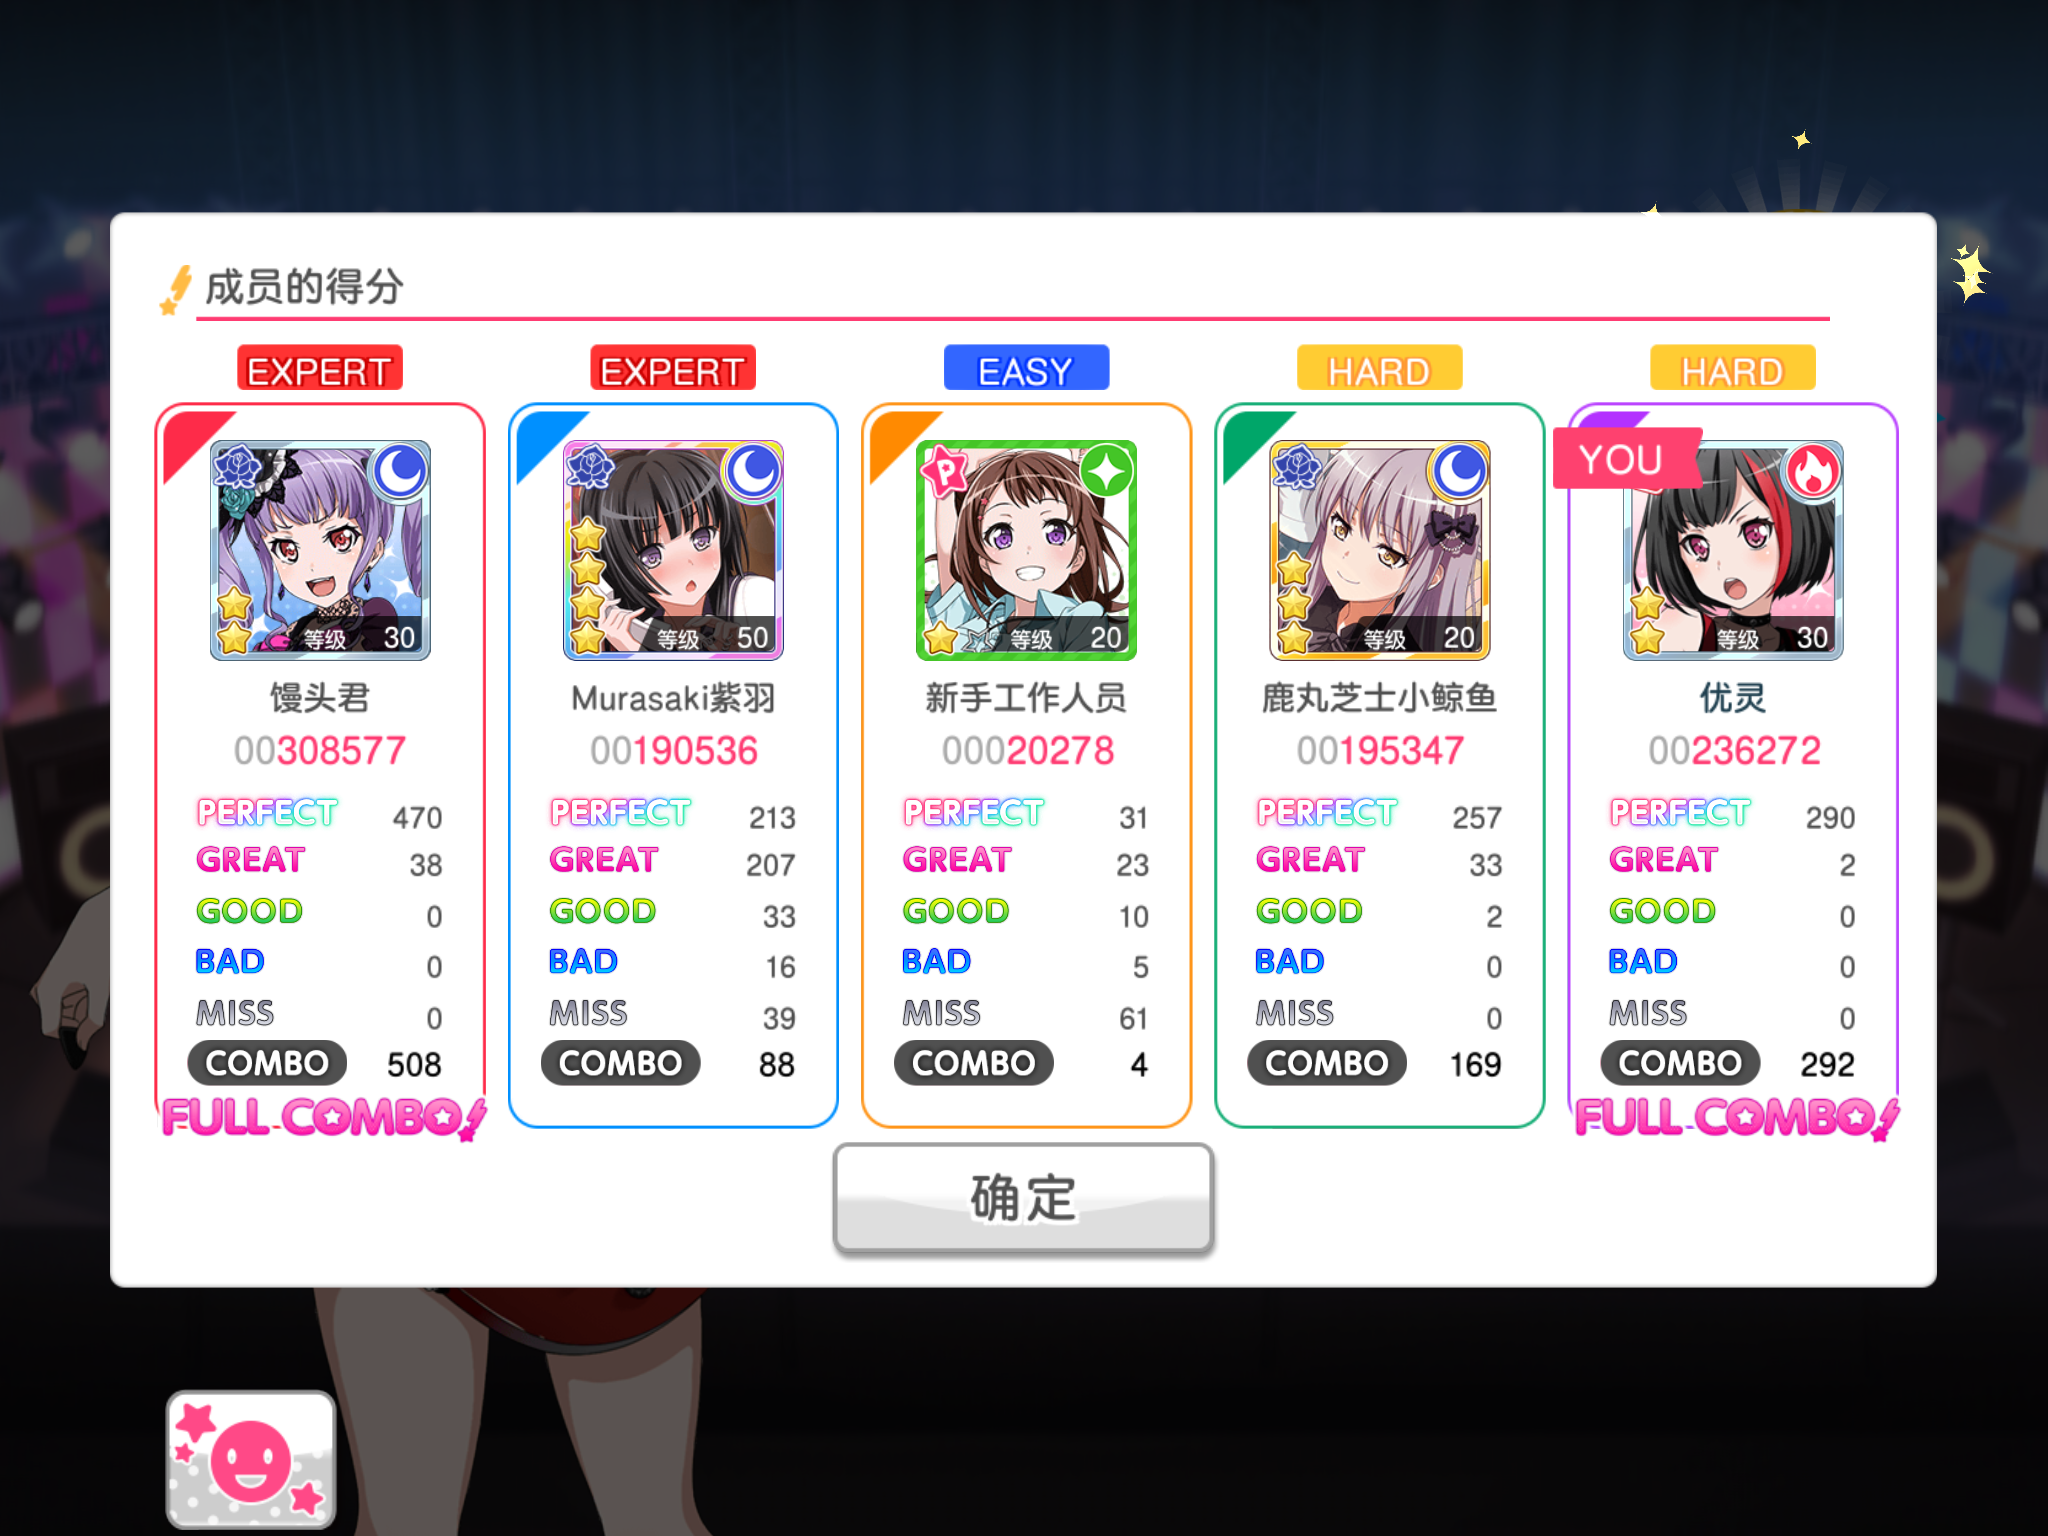 成员的得分
EXPERT
等级 30
馒头君
00308577
PERFECT 470
GREAT 38
GOOD 0
BAD 0
MISS 0
COMBO 508
FULL COMBO!
EXPERT
等级 50
Murasaki紫羽
00190536
PERFECT 213
GREAT 207
GOOD 33
BAD 16
MISS 39
COMBO 88
EASY
P
等级 20
新手工作人员
00020278
PERFECT 31
GREAT 23
GOOD 10
BAD 5
MISS 61
COMBO 4
HARD
等级 20
鹿丸芝士小鲸鱼
00195347
PERFECT 257
GREAT 33
GOOD 2
BAD 0
MISS 0
COMBO 169
HARD
YOU
等级 30
优灵
00236272
PERFECT 290
GREAT 2
GOOD 0
BAD 0
MISS 0
COMBO 292
FULL COMBO!
确定